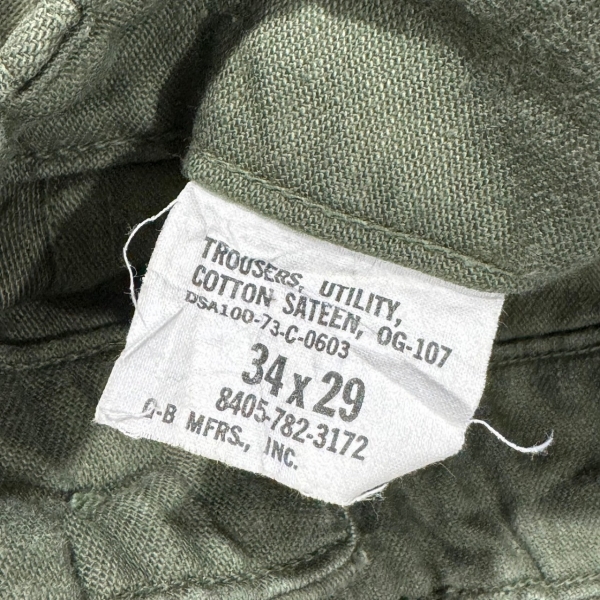 TROUSERS, UTILITY,
COTTON SATEEN, OG-107
DSA100-73-C-0603
34 x 29
8405-782-3172
O-B MFRS., INC.